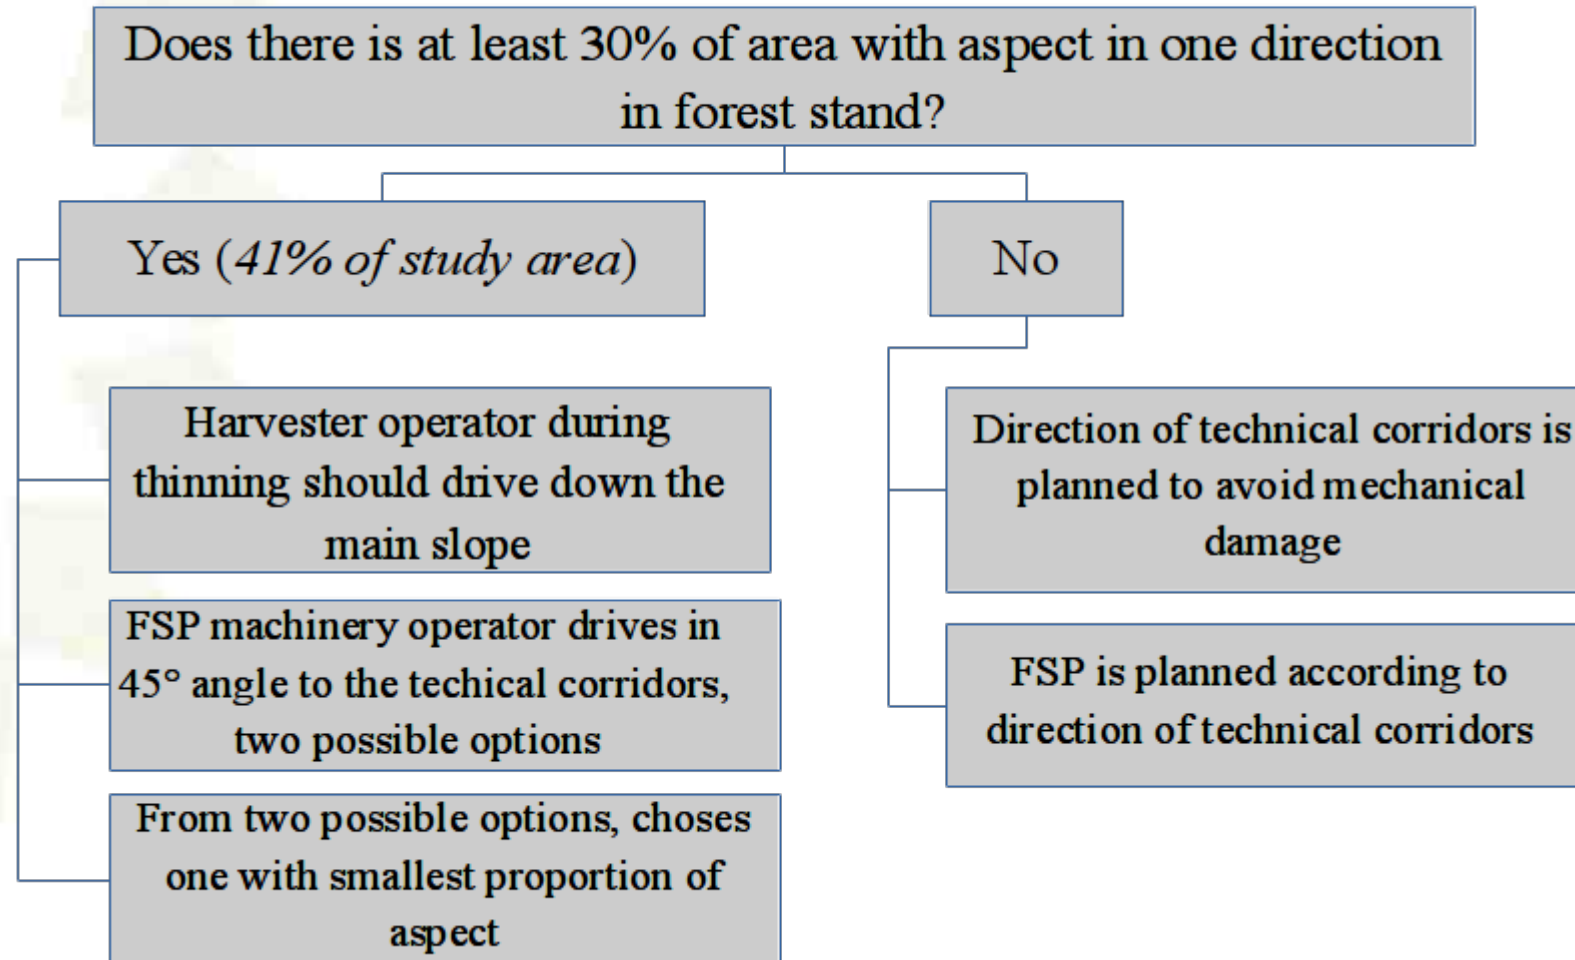 Does there is at least 30% of area with aspect in one direction
in forest stand?
Yes (41% of study area)
No
Harvester operator during
thinning should drive down the
main slope
FSP machinery operator drives in
45° angle to the techical corridors,
two possible options
From two possible options, choses
one with smallest proportion of
aspect
Direction of technical corridors is
planned to avoid mechanical
damage
FSP is planned according to
direction of technical corridors